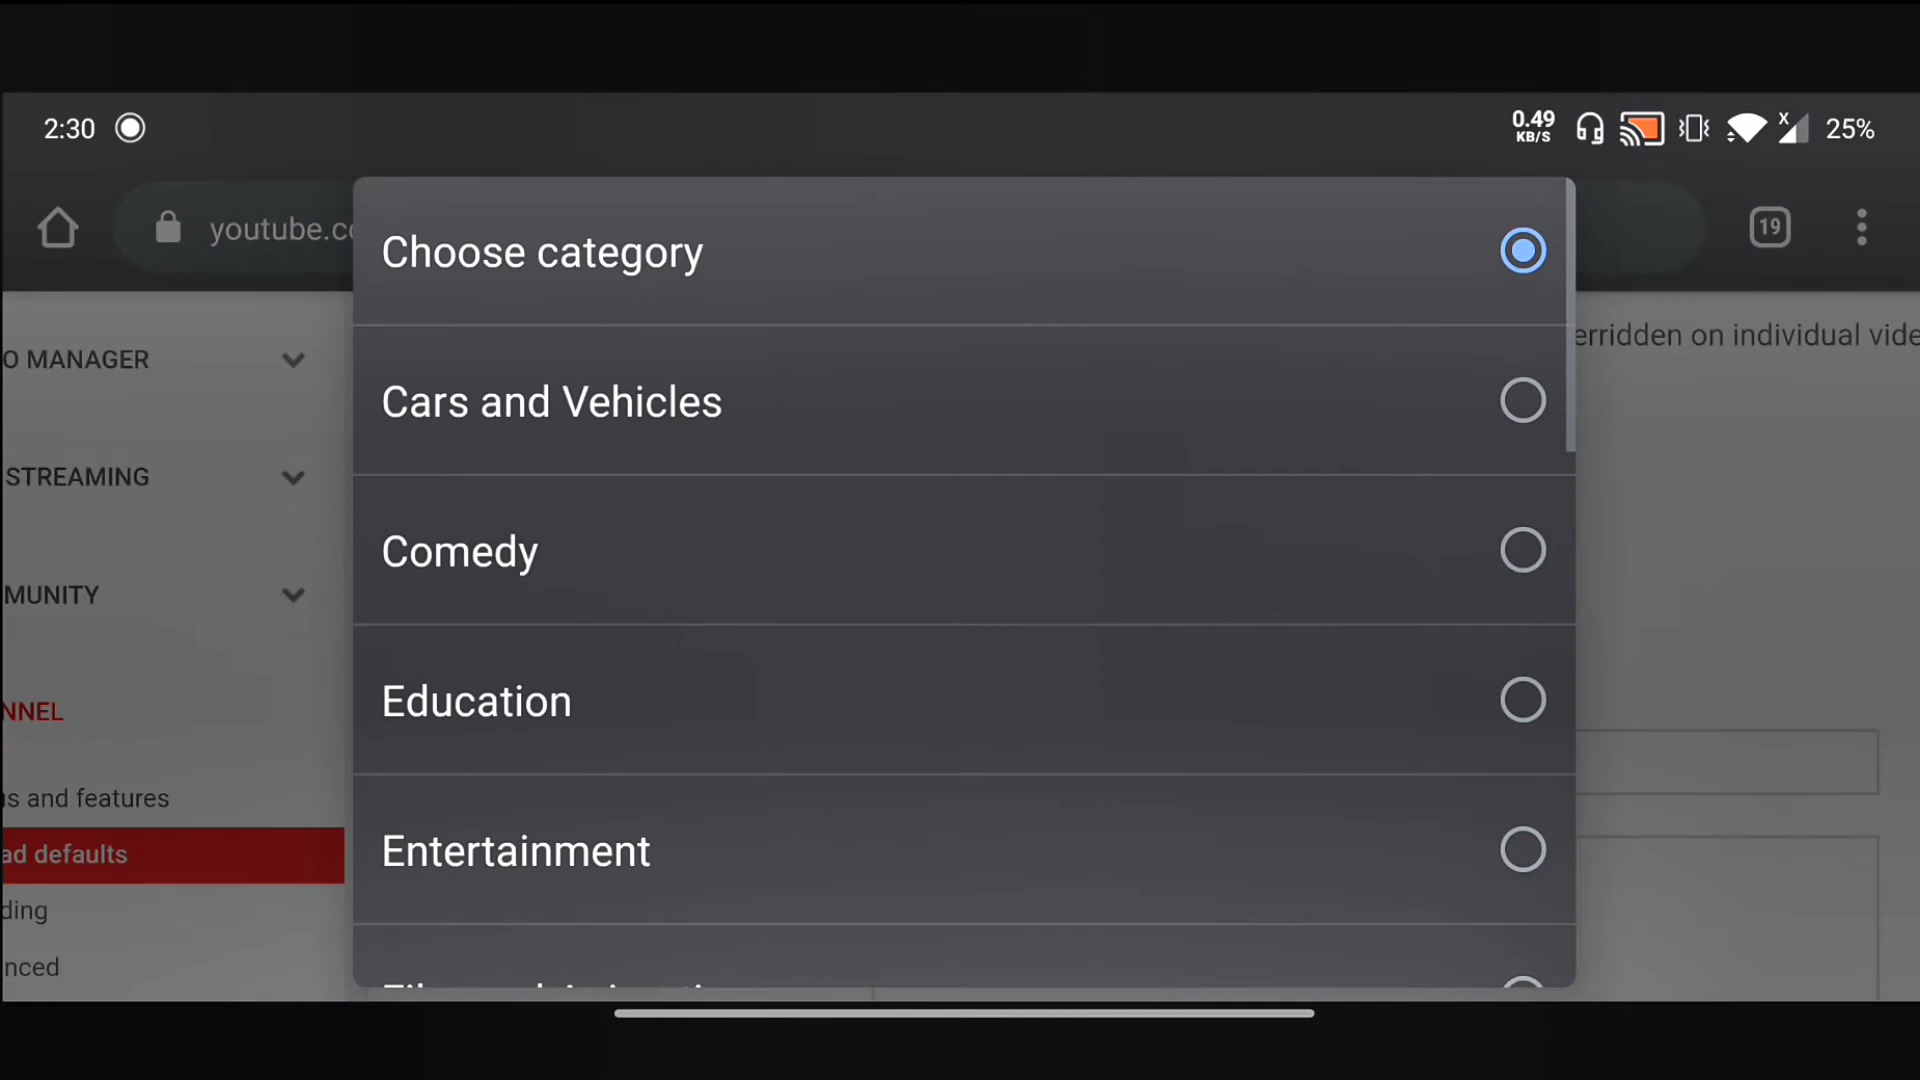 2:30
0.49
KB/S
X
25%
youtube.co
19
Choose category
Cars and Vehicles
Comedy
Education
Entertainment
O MANAGER
STREAMING
MUNITY
NNEL
s and features
ad defaults
ding
nced
erridden on individual vide